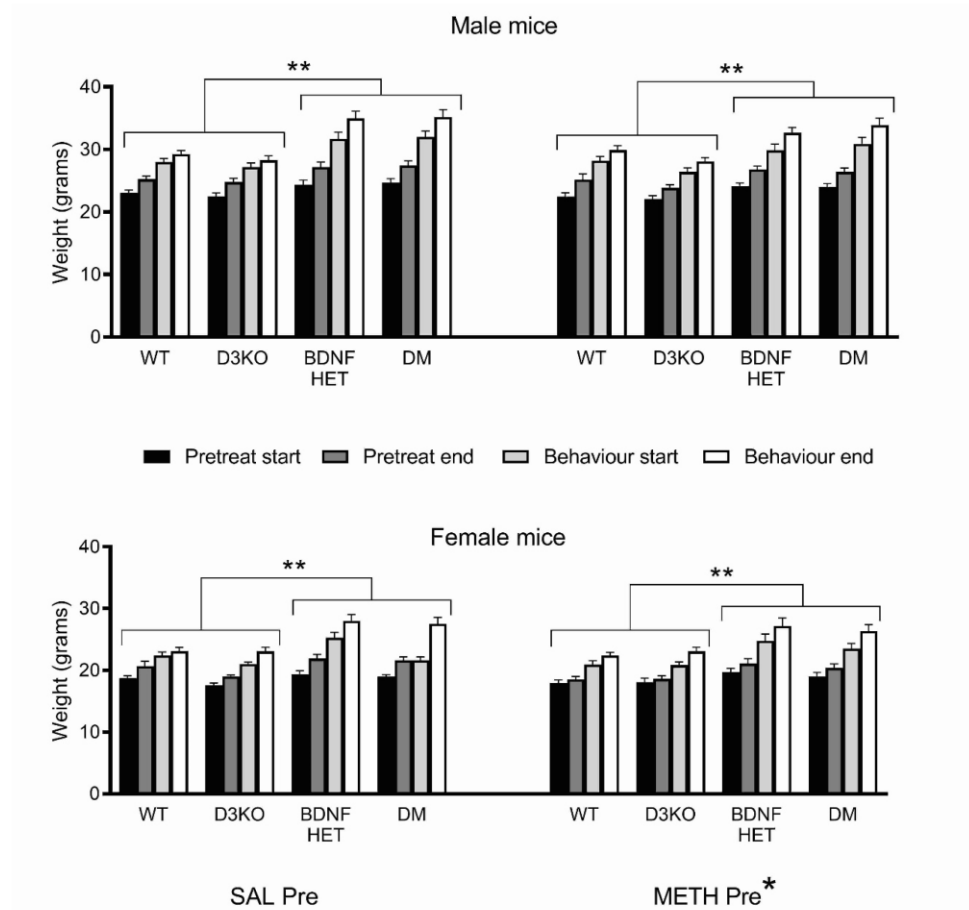 Male mice
** **
40
30
20
10
0
Weight (grams)
WT D3KO BDNF HET DM WT D3KO BDNF HET DM
Pretreat start Pretreat end Behaviour start Behaviour end
Female mice
** **
40
30
20
10
0
Weight (grams)
WT D3KO BDNF HET DM WT D3KO BDNF HET DM
SAL Pre METH Pre*